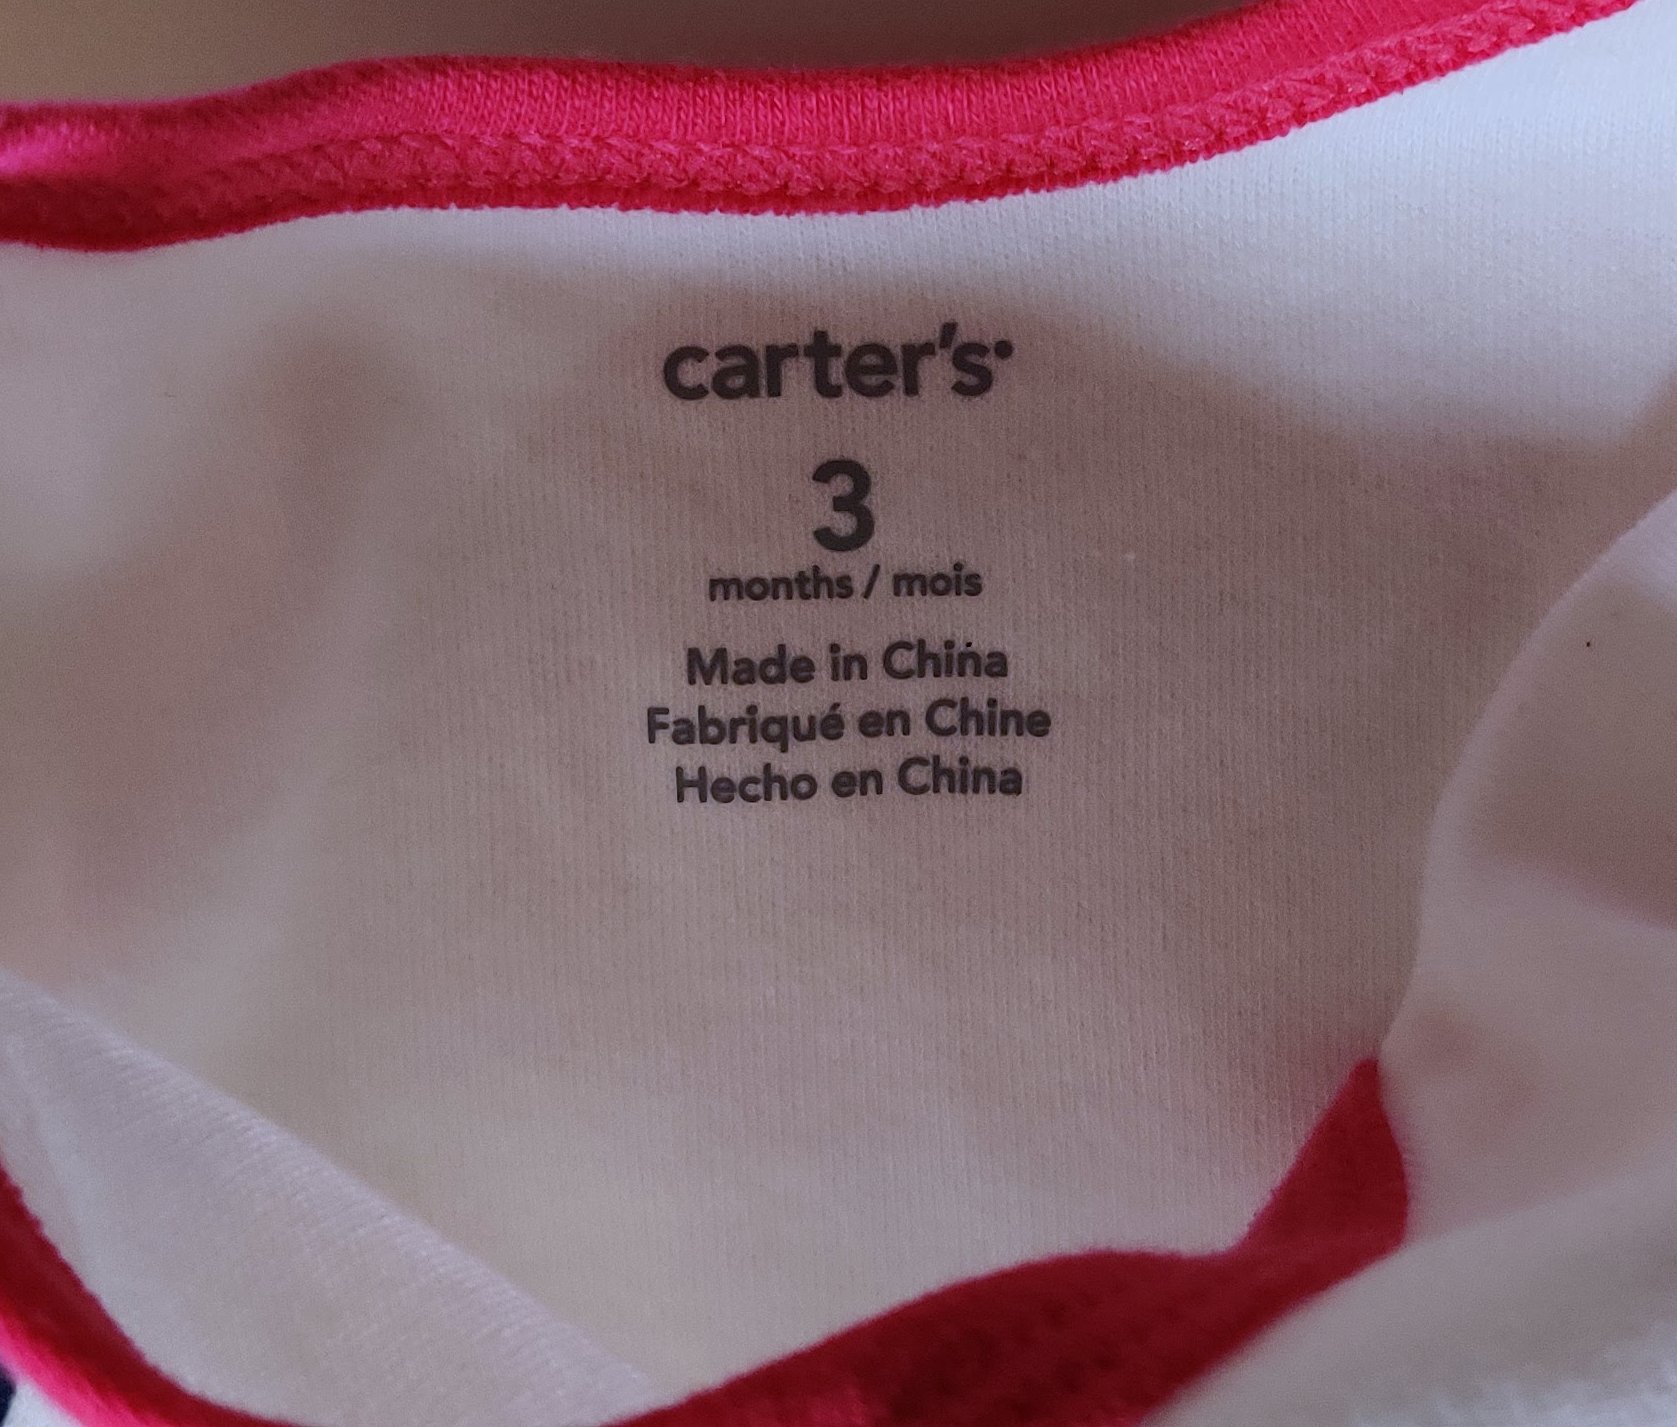 carter's
3
months / mois
Made in China
Fabriqué en Chine
Hecho en China